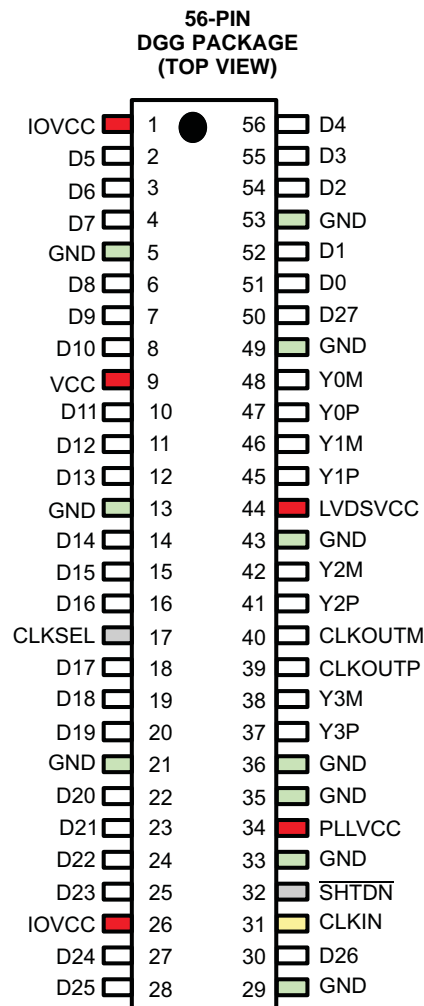 56-PIN
DGG PACKAGE
(TOP VIEW)
IOVCC 1 56 D4
D5 2 55 D3
D6 3 54 D2
D7 4 53 GND
GND 5 52 D1
D8 6 51 D0
D9 7 50 D27
D10 8 49 GND
VCC 9 48 Y0M
D11 10 47 Y0P
D12 11 46 Y1M
D13 12 45 Y1P
GND 13 44 LVDSVCC
D14 14 43 GND
D15 15 42 Y2M
D16 16 41 Y2P
CLKSEL 17 40 CLKOUTM
D17 18 39 CLKOUTP
D18 19 38 Y3M
D19 20 37 Y3P
GND 21 36 GND
D20 22 35 GND
D21 23 34 PLLVCC
D22 24 33 GND
D23 25 32 SHTDN
IOVCC 26 31 CLKIN
D24 27 30 D26
D25 28 29 GND